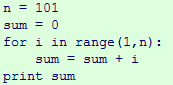 n = 101
sum = 0
for i in range(1,n):
    sum = sum + i
print sum